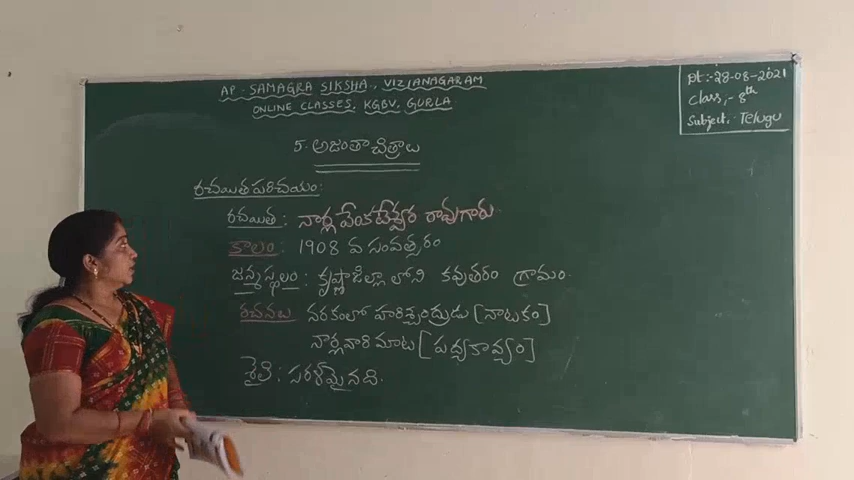 AP. SAMAGRA SIKSHA., VIZIANAGARAM
ONLINE CLASSES, KGBV, GURLA
Dt:-28-08-2021
Class:- 8th
Subject:- Telugu
5. అజంతా చిత్రాలు
రచయిత పరిచయం:
రచయిత : నార్ల వేంకటేశ్వర రావుగారు
కాలం : 1908 వ సంవత్సరం
జన్మస్థలం : కృష్ణాజిల్లా లోని కవుతరం గ్రామం.
రచనలు నరకంలో హరిశ్చంద్రుడు [నాటకం]
నార్లవారి మాట [పద్యకావ్యం]
శైలి : సరళమైనది.